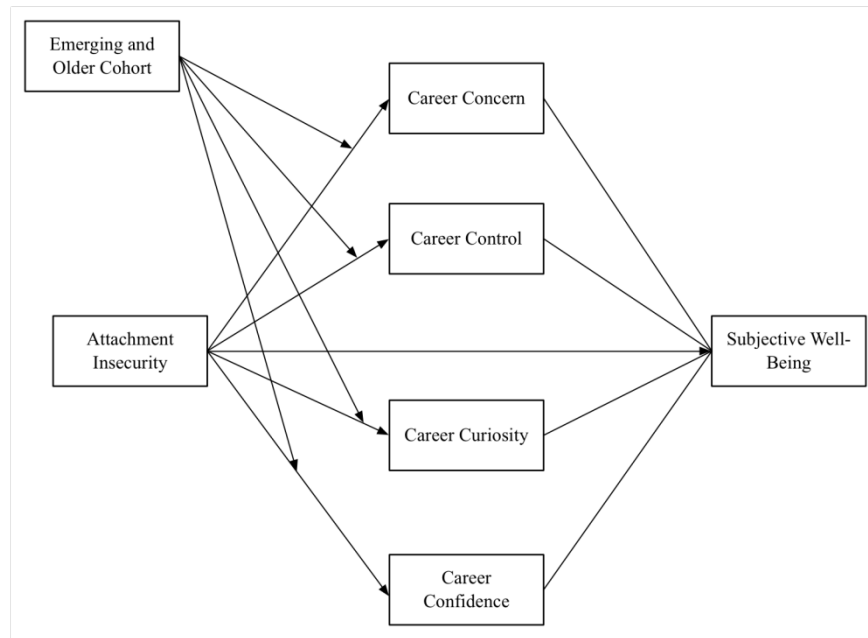 Emerging and
Older Cohort
Career Concern
Career Control
Attachment
Insecurity
Subjective Well-
Being
Career Curiosity
Career
Confidence